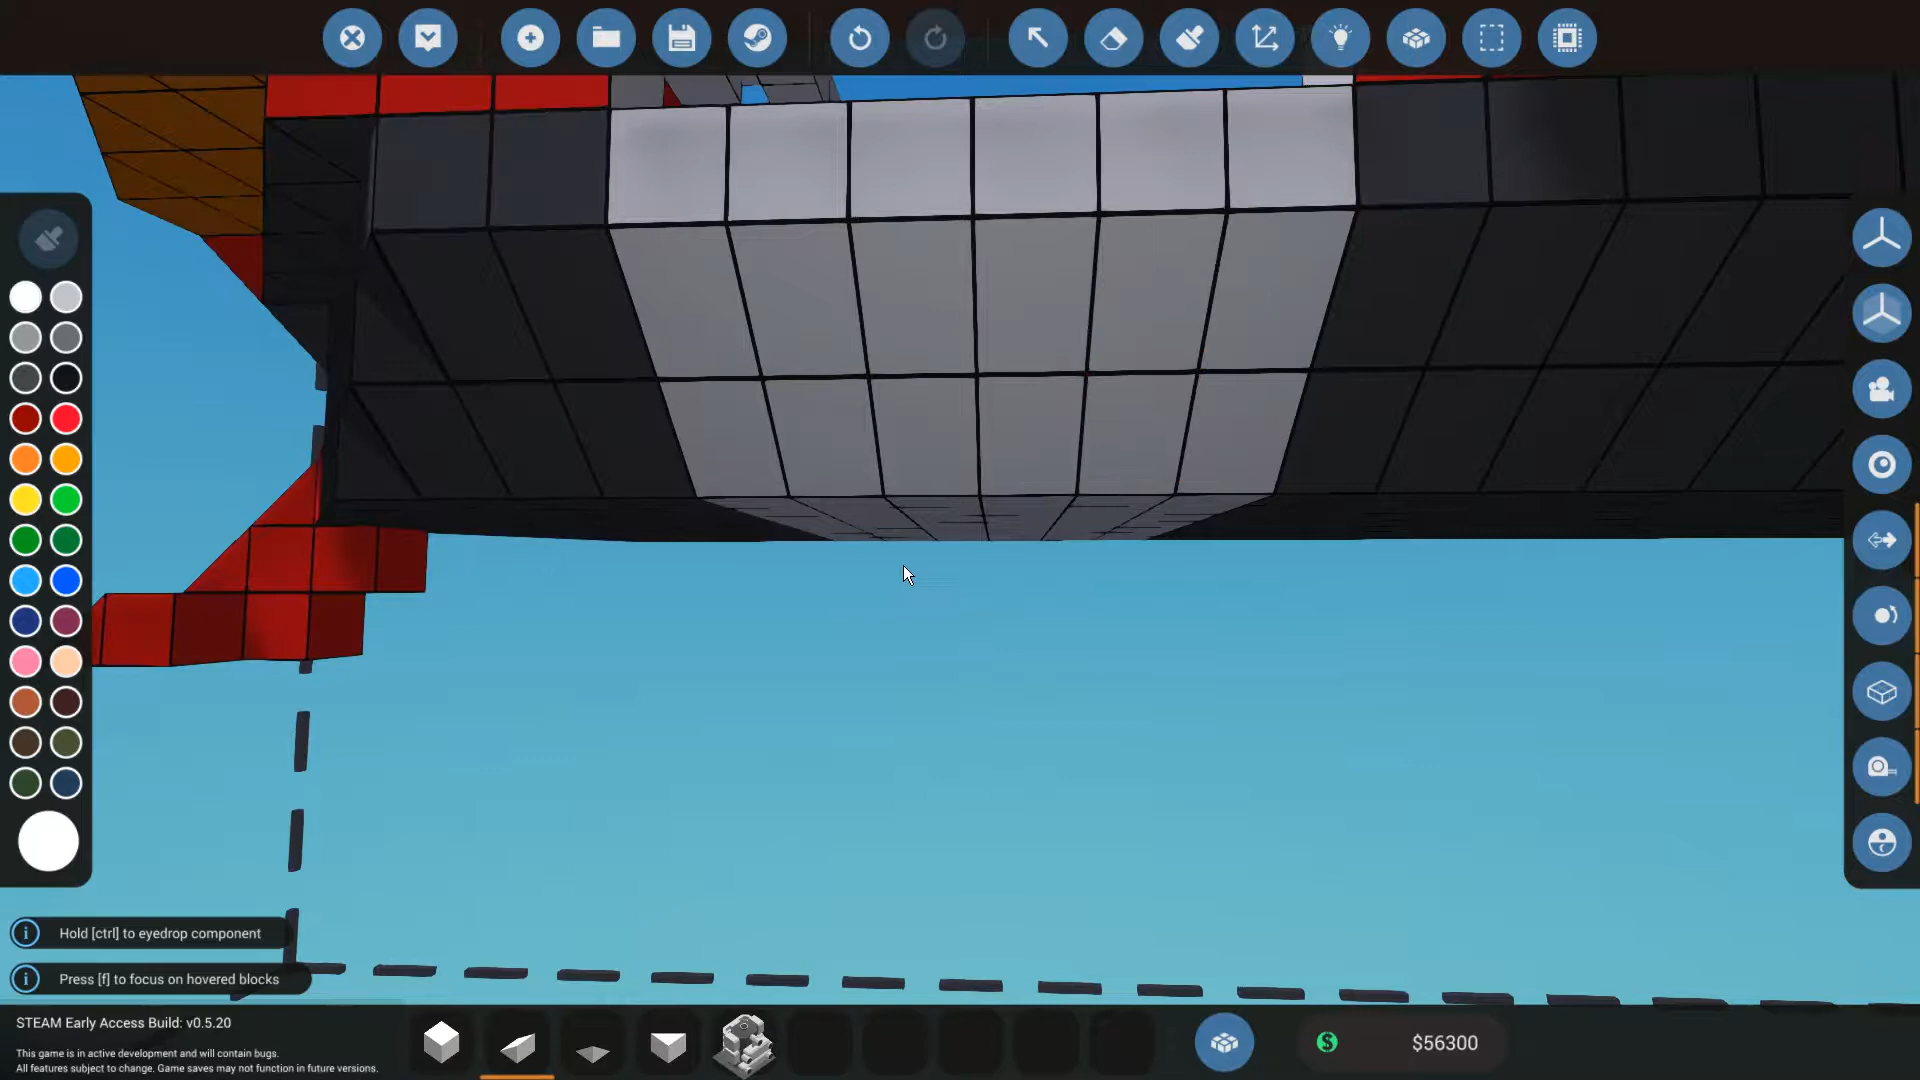 Hold [ctrl] to eyedrop component
Press [f] to focus on hovered blocks
STEAM Early Access Build: v0.5.20
This game is in active development and will contain bugs.
All features subject to change. Game saves may not function in future versions.
$56300